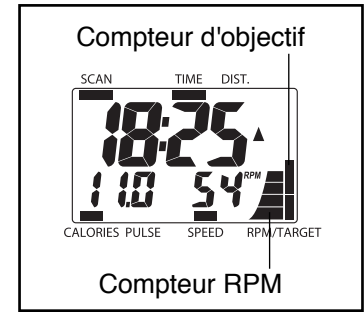 Compteur d'objectif
SCAN TIME DIST.
18:25
11.0 54 RPM
CALORIES PULSE SPEED RPM/TARGET
Compteur RPM